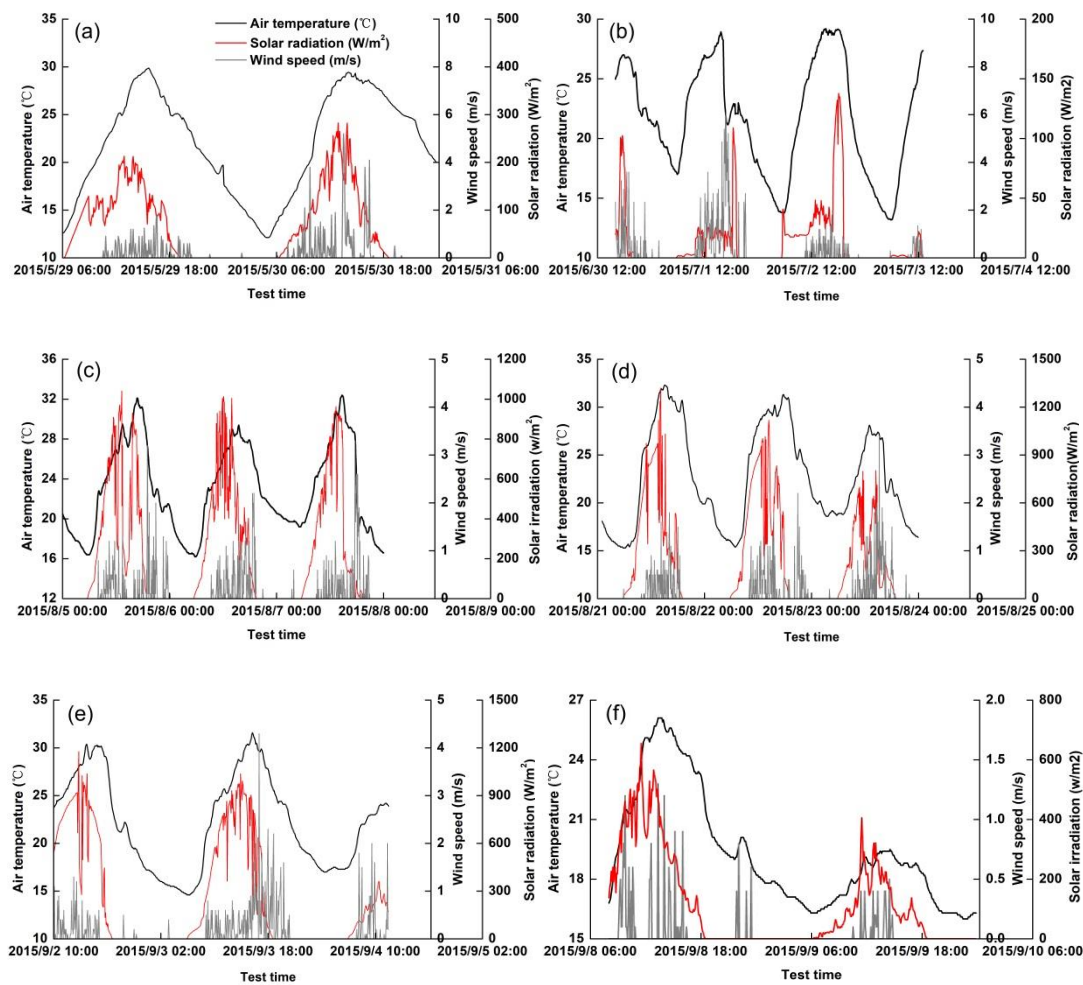 (a)
Air temperature (℃)
Solar radiation (W/m²)
Wind speed (m/s)
35
30
25
20
15
10
Air temperature (℃)
10
8
6
4
2
0
Wind speed (m/s)
500
400
300
200
100
0
Solar radiation (W/m²)
2015/5/29 06:00 2015/5/29 18:00 2015/5/30 06:00 2015/5/30 18:00 2015/5/31 06:00
Test time
(b)
30
25
20
15
10
Air temperature (℃)
10
8
6
4
2
0
Wind speed (m/s)
200
150
100
50
0
Solar radiation (W/m2)
2015/6/30 12:00 2015/7/1 12:00 2015/7/2 12:00 2015/7/3 12:00 2015/7/4 12:00
Test time
(c)
36
32
28
24
20
16
12
Air temperature (℃)
5
4
3
2
1
0
Wind speed (m/s)
1200
1000
800
600
400
200
0
Solar irradiation (w/m²)
2015/8/5 00:00 2015/8/6 00:00 2015/8/7 00:00 2015/8/8 00:00 2015/8/9 00:00
Test time
(d)
35
30
25
20
15
10
Air temperature (℃)
5
4
3
2
1
0
Wind speed (m/s)
1500
1200
900
600
300
0
Solar radiation(W/m²)
2015/8/21 00:00 2015/8/22 00:00 2015/8/23 00:00 2015/8/24 00:00 2015/8/25 00:00
Test time
(e)
35
30
25
20
15
10
Air temperature (℃)
5
4
3
2
1
0
Wind speed (m/s)
1500
1200
900
600
300
0
Solar radiation (W/m²)
2015/9/2 10:00 2015/9/3 02:00 2015/9/3 18:00 2015/9/4 10:00 2015/9/5 02:00
Test time
(f)
27
24
21
18
15
Air temperature (℃)
2.0
1.5
1.0
0.5
0.0
Wind speed (m/s)
800
600
400
200
0
Solar irradiation (w/m2)
2015/9/8 06:00 2015/9/8 18:00 2015/9/9 06:00 2015/9/9 18:00 2015/9/10 06:00
Test time